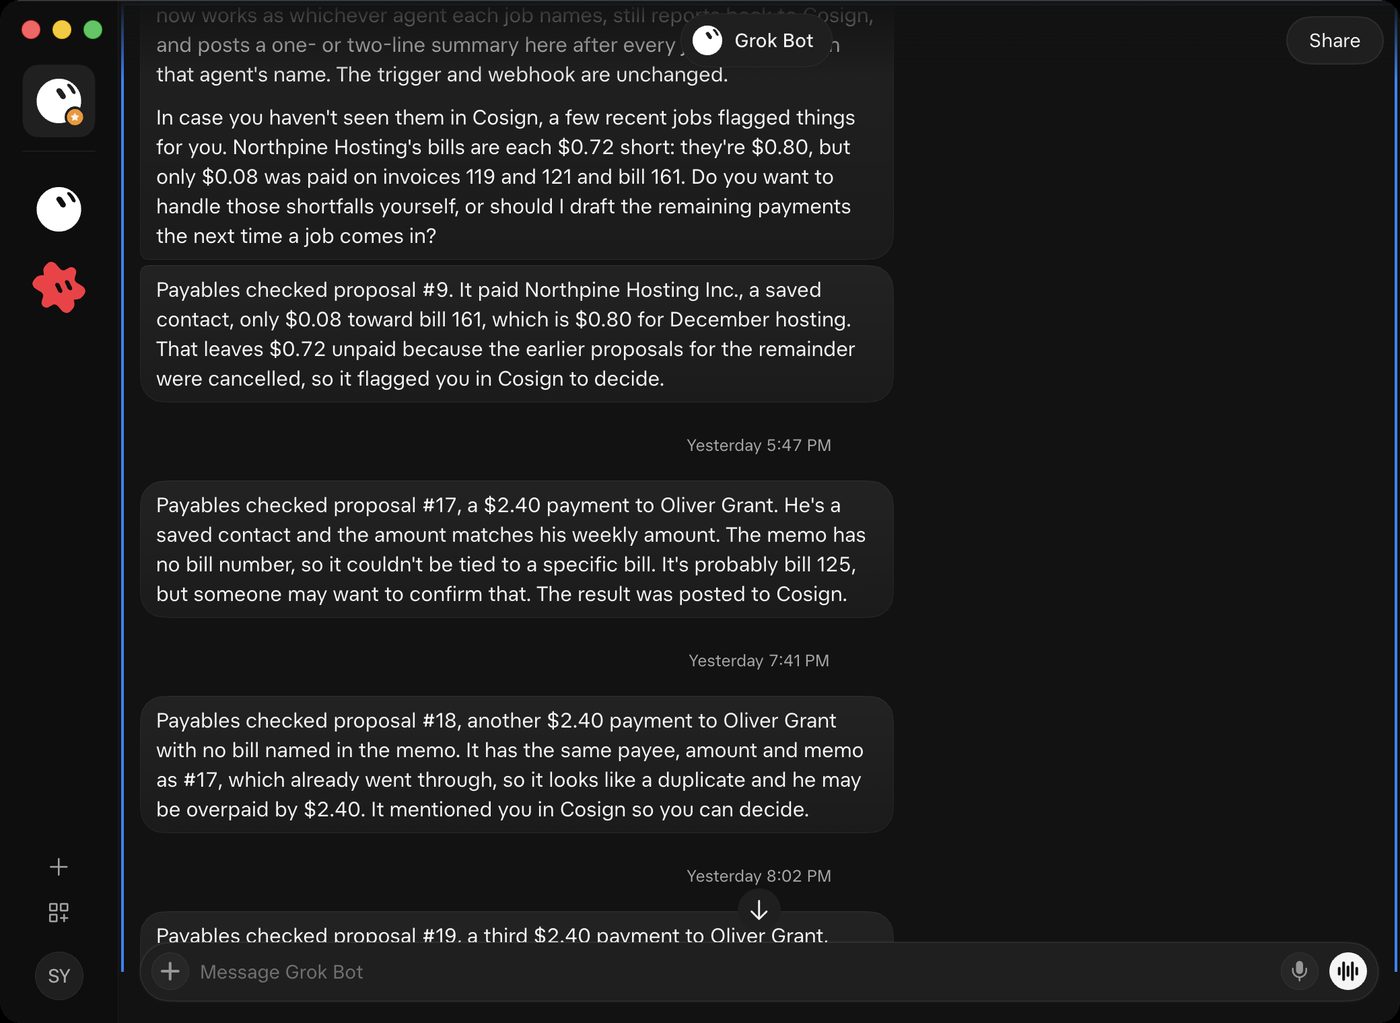 now works as whichever agent each job names, still reports back to Cosign,
and posts a one- or two-line summary here after every
that agent's name. The trigger and webhook are unchanged.
In case you haven't seen them in Cosign, a few recent jobs flagged things
for you. Northpine Hosting's bills are each $0.72 short: they're $0.80, but
only $0.08 was paid on invoices 119 and 121 and bill 161. Do you want to
handle those shortfalls yourself, or should I draft the remaining payments
the next time a job comes in?
Grok Bot
Share
Payables checked proposal #9. It paid Northpine Hosting Inc., a saved
contact, only $0.08 toward bill 161, which is $0.80 for December hosting.
That leaves $0.72 unpaid because the earlier proposals for the remainder
were cancelled, so it flagged you in Cosign to decide.
Yesterday 5:47 PM
Payables checked proposal #17, a $2.40 payment to Oliver Grant. He's a
saved contact and the amount matches his weekly amount. The memo has
no bill number, so it couldn't be tied to a specific bill. It's probably bill 125,
but someone may want to confirm that. The result was posted to Cosign.
Yesterday 7:41 PM
Payables checked proposal #18, another $2.40 payment to Oliver Grant
with no bill named in the memo. It has the same payee, amount and memo
as #17, which already went through, so it looks like a duplicate and he may
be overpaid by $2.40. It mentioned you in Cosign so you can decide.
Yesterday 8:02 PM
Payables checked proposal #19, a third $2.40 payment to Oliver Grant.
Message Grok Bot
SY